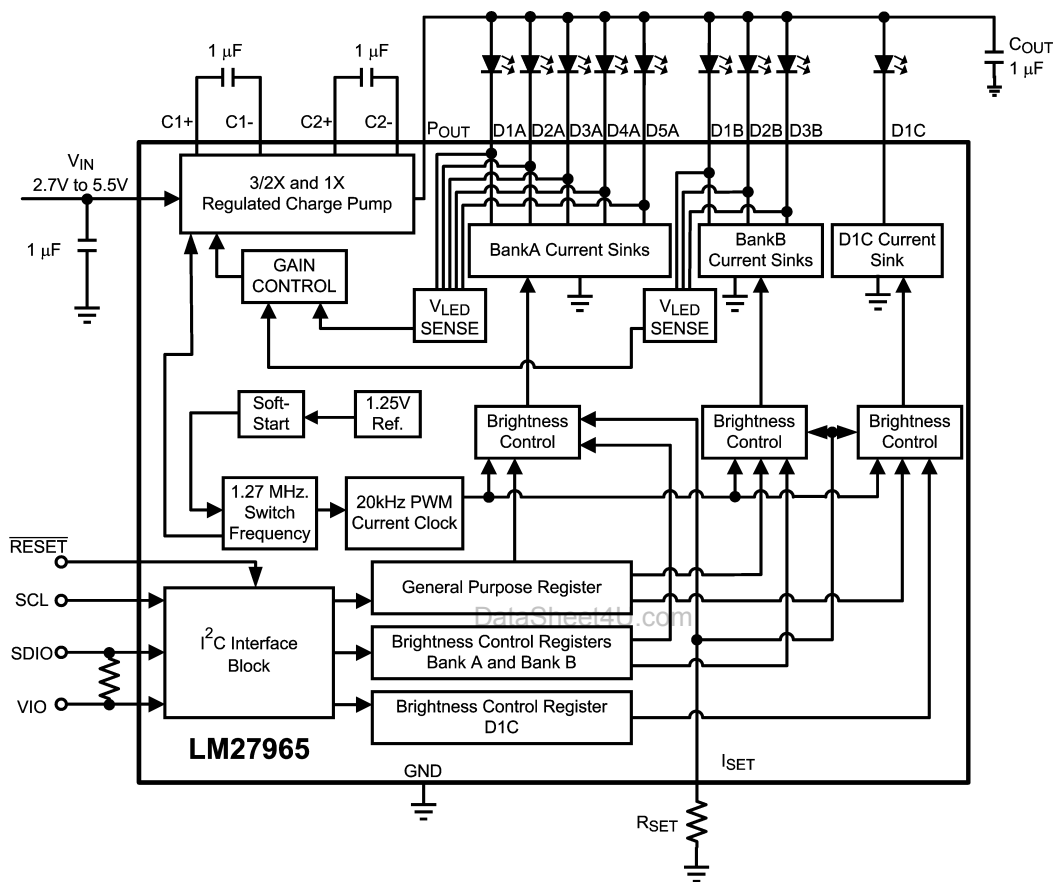 1 µF
1 µF
COUT
1 µF
C1+
C1-
C2+
C2-
POUT
D1A
D2A
D3A
D4A
D5A
D1B
D2B
D3B
D1C
VIN
2.7V to 5.5V
1 µF
3/2X and 1X
Regulated Charge Pump
GAIN
CONTROL
BankA Current Sinks
BankB
Current Sinks
D1C Current
Sink
VLED
SENSE
VLED
SENSE
Soft-
Start
1.25V
Ref.
Brightness
Control
Brightness
Control
Brightness
Control
1.27 MHz.
Switch
Frequency
20kHz PWM
Current Clock
RESET
SCL
SDIO
VIO
I2C Interface
Block
General Purpose Register
DataSheet4U.com
Brightness Control Registers
Bank A and Bank B
Brightness Control Register
D1C
LM27965
GND
ISET
RSET